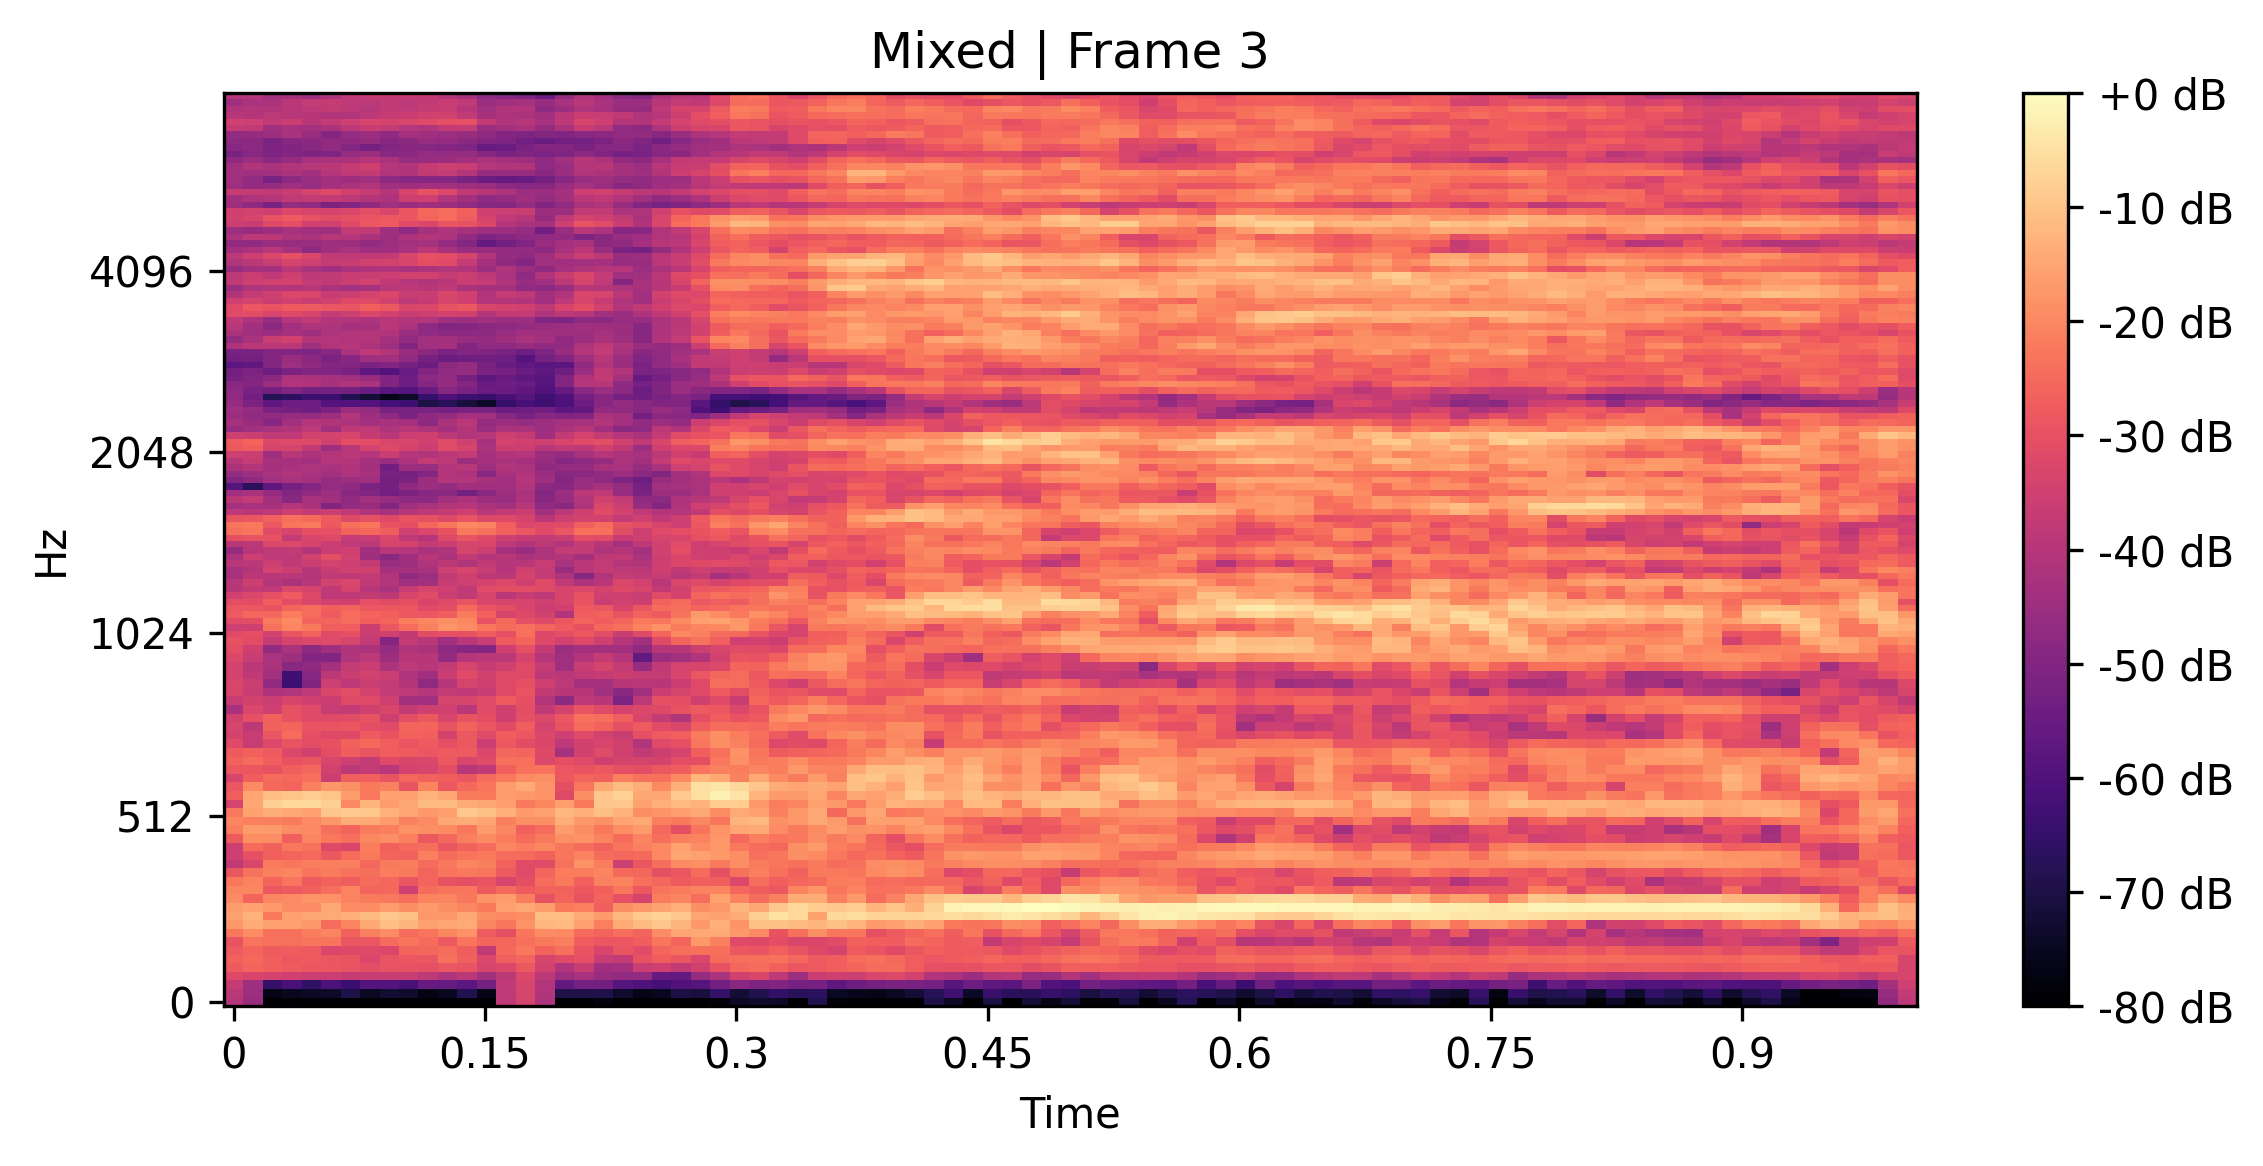 Mixed | Frame 3
+0 dB
-10 dB
-20 dB
-30 dB
-40 dB
-50 dB
-60 dB
-70 dB
-80 dB
Hz
4096
2048
1024
512
0
0 0.15 0.3 0.45 0.6 0.75 0.9
Time